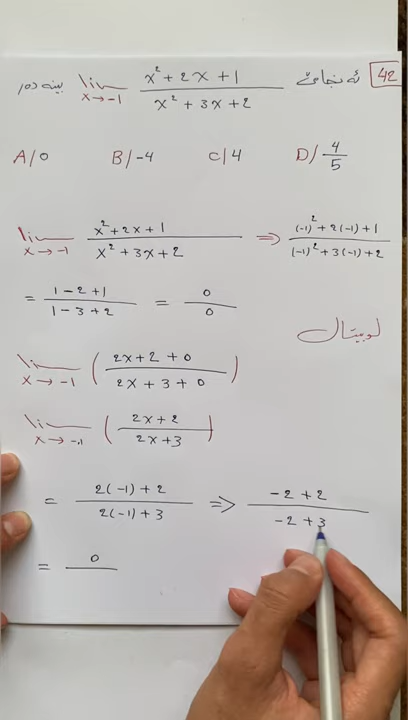 42 ئەنجامی lim x→-1 x²+2x+1 / x²+3x+2 بینە دەر
A/0 B/-4 C/4 D/ 4/5
lim x→-1 x²+2x+1 / x²+3x+2 ⇒ (-1)²+2(-1)+1 / (-1)²+3(-1)+2
= 1-2+1 / 1-3+2 = 0/0
لوبیتال
lim x→-1 ( 2x+2+0 / 2x+3+0 )
lim x→-1 ( 2x+2 / 2x+3 )
= 2(-1)+2 / 2(-1)+3 ⇒ -2+2 / -2+3
= 0/